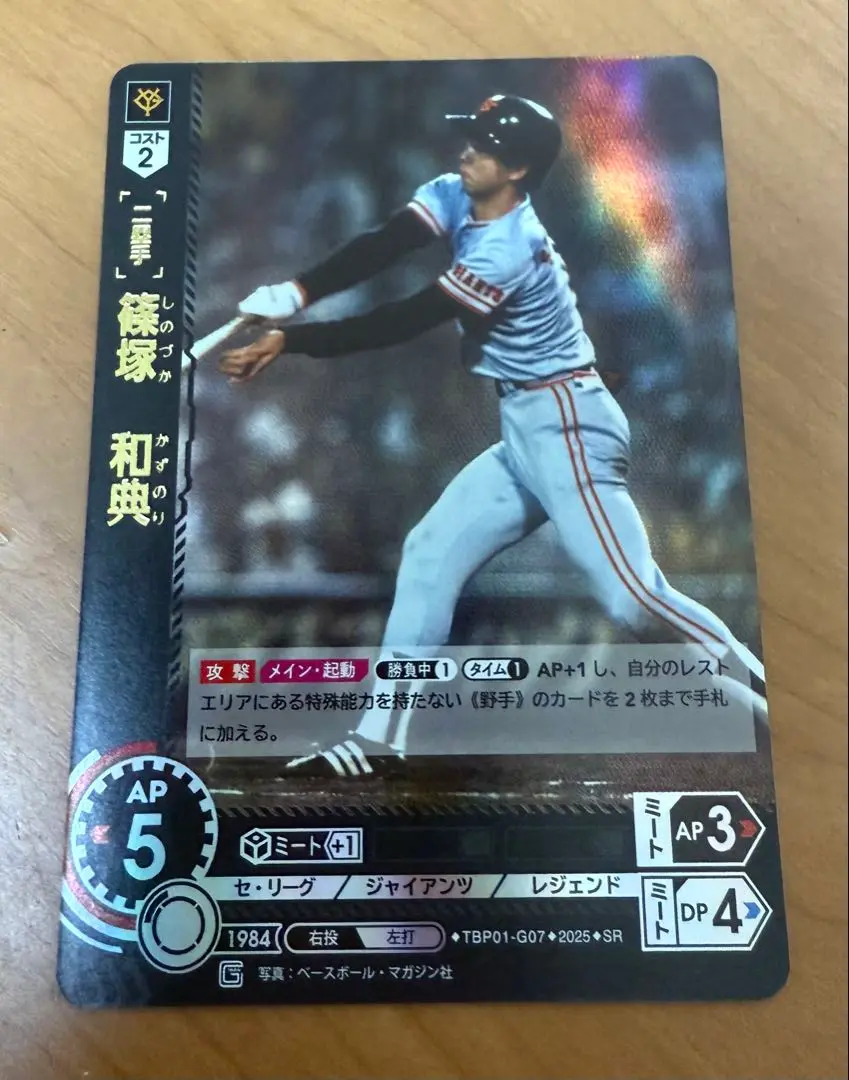 コスト
2
二塁手
篠塚 和典
しのづか かずのり
GIANTS
攻撃 メイン・起動 勝負中1 タイム1 AP+1し、自分のレスト
エリアにある特殊能力を持たない《野手》のカードを2枚まで手札
に加える。
AP
5
ミート +1
ミート AP 3
セ・リーグ / ジャイアンツ / レジェンド
ミート DP 4
1984 右投 左打 ◆TBP01-G07◆2025◆SR
写真：ベースボール・マガジン社